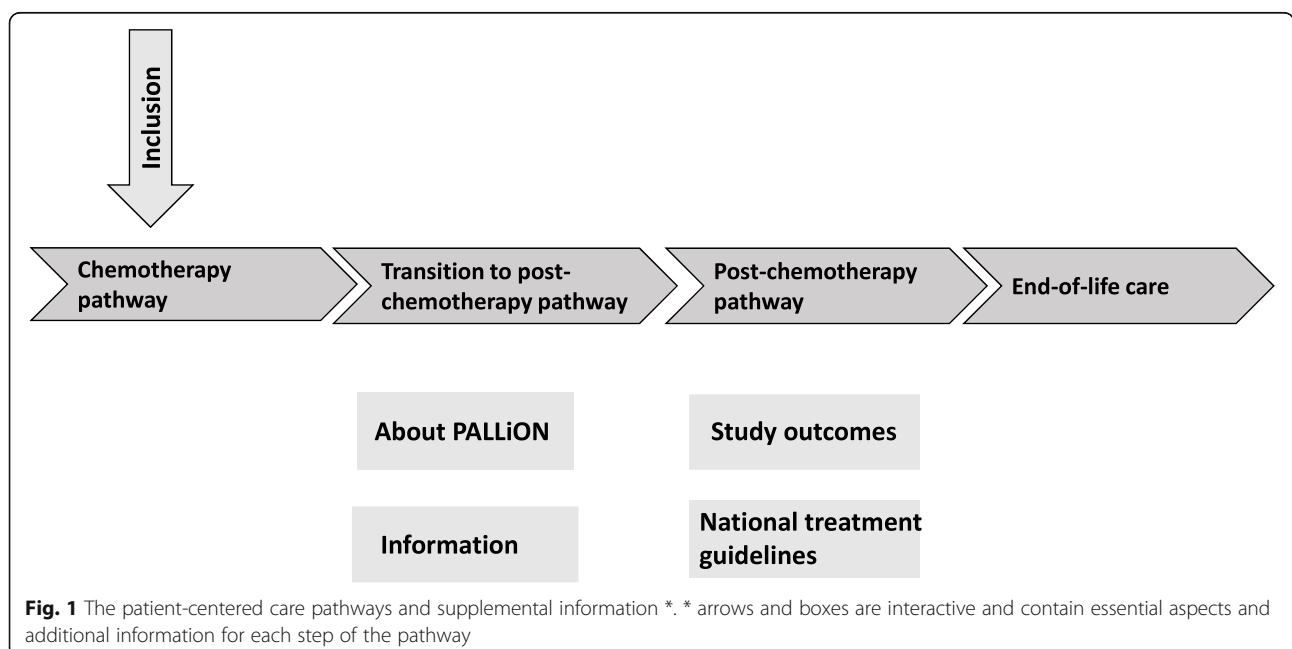 Inclusion
Chemotherapy
pathway
Transition to post-
chemotherapy pathway
Post-chemotherapy
pathway
End-of-life care
About PALLiON
Study outcomes
Information
National treatment
guidelines
Fig. 1 The patient-centered care pathways and supplemental information *. * arrows and boxes are interactive and contain essential aspects and
additional information for each step of the pathway